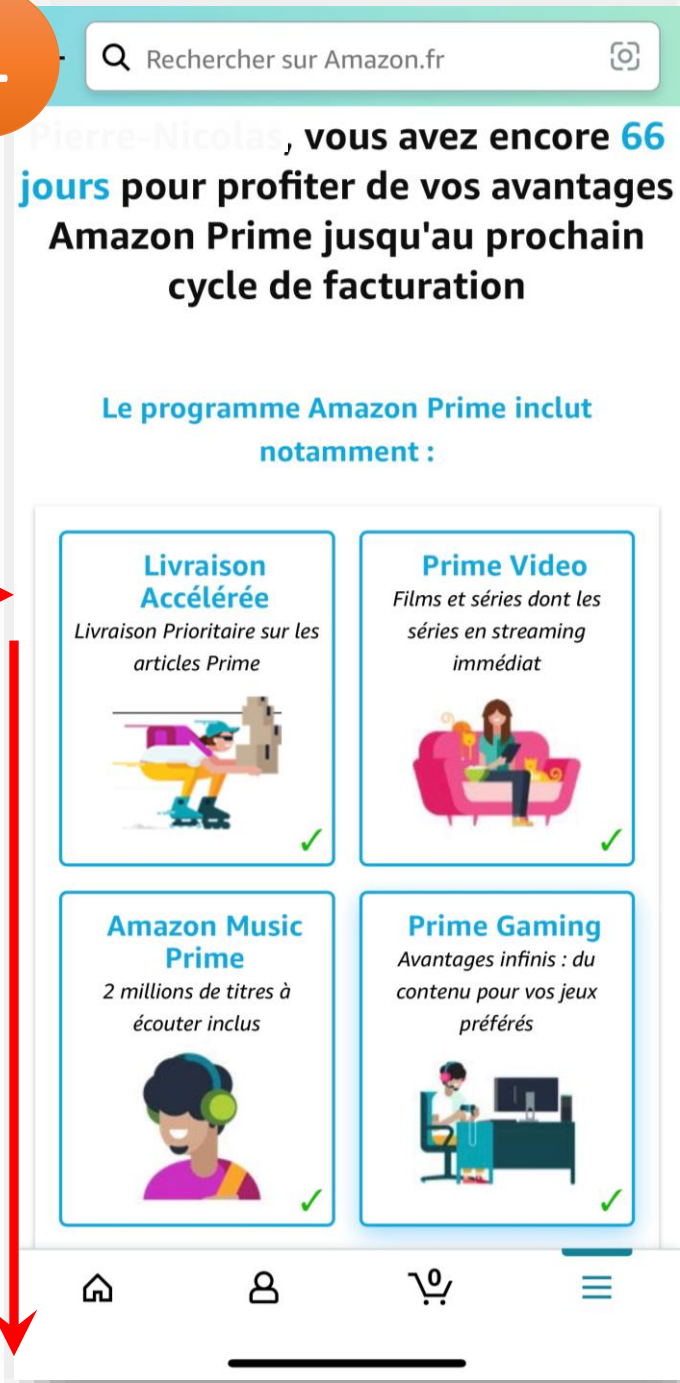 Rechercher sur Amazon.fr
Pierre-Nicolas, vous avez encore 66
jours pour profiter de vos avantages
Amazon Prime jusqu'au prochain
cycle de facturation
Le programme Amazon Prime inclut
notamment :
Livraison
Accélérée
Livraison Prioritaire sur les
articles Prime
Prime Video
Films et séries dont les
séries en streaming
immédiat
Amazon Music
Prime
2 millions de titres à
écouter inclus
Prime Gaming
Avantages infinis : du
contenu pour vos jeux
préférés
0